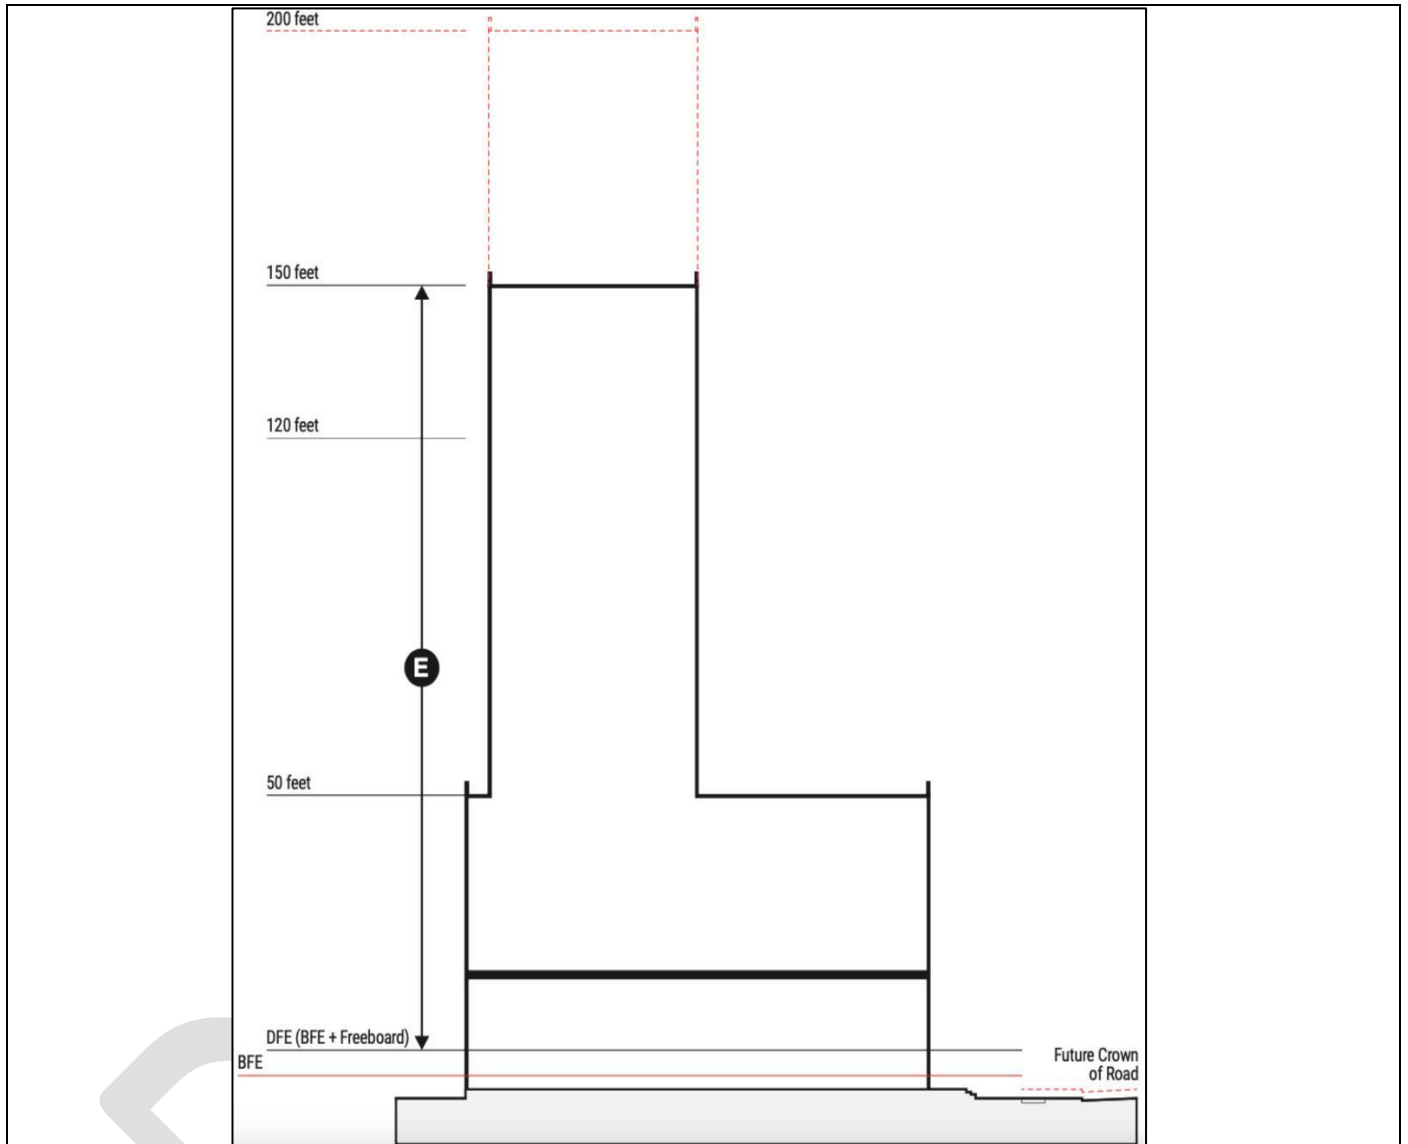 200 feet
150 feet
120 feet
E
50 feet
DFE (BFE + Freeboard)
BFE
Future Crown
of Road